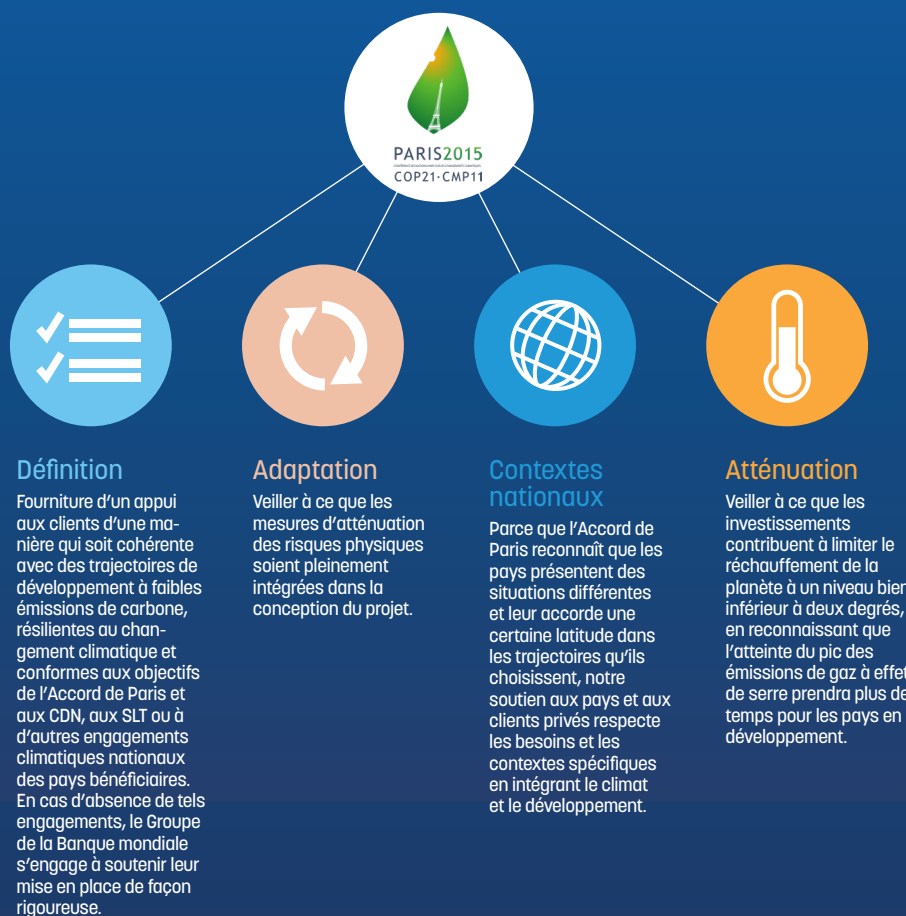 PARIS2015
COP21·CMP11
Définition
Fourniture d’un appui
aux clients d’une ma-
nière qui soit cohérente
avec des trajectoires de
développement à faibles
émissions de carbone,
résilientes au chan-
gement climatique et
conformes aux objectifs
de l’Accord de Paris et
aux CDN, aux SLT ou à
d’autres engagements
climatiques nationaux
des pays bénéficiaires.
En cas d’absence de tels
engagements, le Groupe
de la Banque mondiale
s’engage à soutenir leur
mise en place de façon
rigoureuse.
Adaptation
Veiller à ce que les
mesures d’atténuation
des risques physiques
soient pleinement
intégrées dans la
conception du projet.
Contextes
nationaux
Parce que l’Accord de
Paris reconnaît que les
pays présentent des
situations différentes
et leur accorde une
certaine latitude dans
les trajectoires qu’ils
choisissent, notre
soutien aux pays et aux
clients privés respecte
les besoins et les
contextes spécifiques
en intégrant le climat
et le développement.
Atténuation
Veiller à ce que les
investissements
contribuent à limiter le
réchauffement de la
planète à un niveau bien
inférieur à deux degrés,
en reconnaissant que
l’atteinte du pic des
émissions de gaz à effet
de serre prendra plus de
temps pour les pays en
développement.